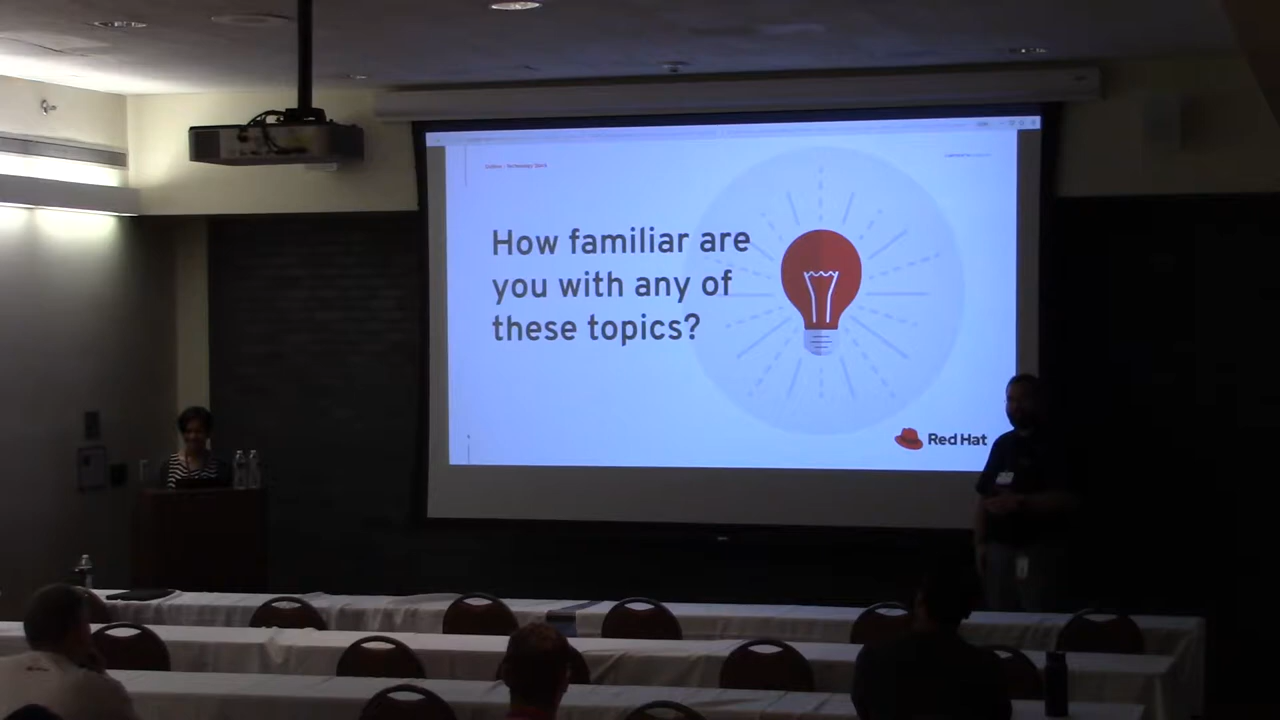 How familiar are
you with any of
these topics?
Red Hat